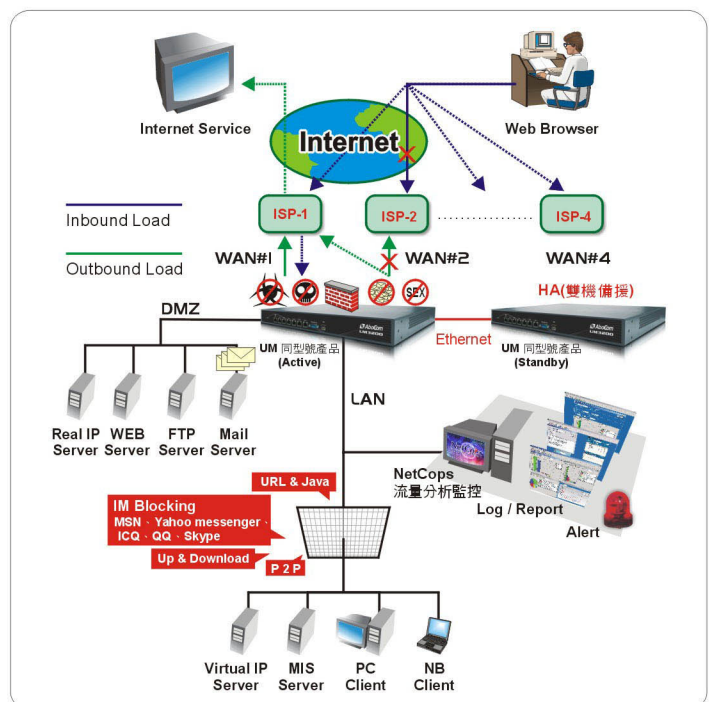 Internet Service
Web Browser
Internet
Inbound Load
Outbound Load
ISP-1
ISP-2
ISP-4
WAN#1
WAN#2
WAN#4
SEX
HA(雙機備援)
DMZ
AboCom
Ethernet
AboCom
UM 同型號產品
(Active)
UM 同型號產品
(Standby)
LAN
Real IP
Server
WEB
Server
FTP
Server
Mail
Server
NetCops
流量分析監控
Log / Report
Alert
URL & Java
IM Blocking
MSN、Yahoo messenger、
ICQ、QQ、Skype
Up & Download
P 2 P
Virtual IP
Server
MIS
Server
PC
Client
NB
Client